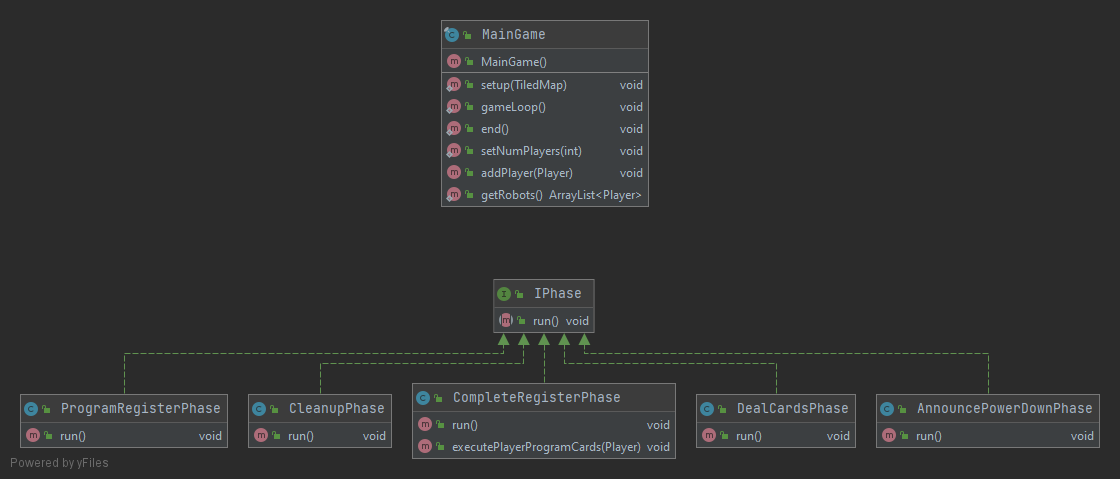 MainGame
MainGame()
setup(TiledMap) void
gameLoop() void
end() void
setNumPlayers(int) void
addPlayer(Player) void
getRobots() ArrayList<Player>
IPhase
run() void
ProgramRegisterPhase
run() void
CleanupPhase
run() void
CompleteRegisterPhase
run() void
executePlayerProgramCards(Player) void
DealCardsPhase
run() void
AnnouncePowerDownPhase
run() void
Powered by yFiles